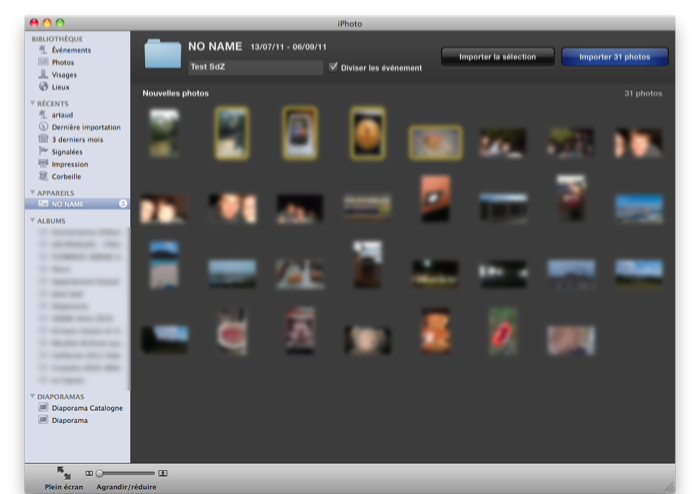 iPhoto
BIBLIOTHÈQUE
Événements
Photos
Visages
Lieux
RÉCENTS
artaud
Dernière importation
3 derniers mois
Signalées
Impression
Corbeille
APPAREILS
NO NAME
ALBUMS
DIAPORAMAS
Diaporama Catalogne
Diaporama
NO NAME 13/07/11 - 06/09/11
Test SdZ
Diviser les événement
Importer la sélection
Importer 31 photos
Nouvelles photos
31 photos
Plein écran
Agrandir/réduire